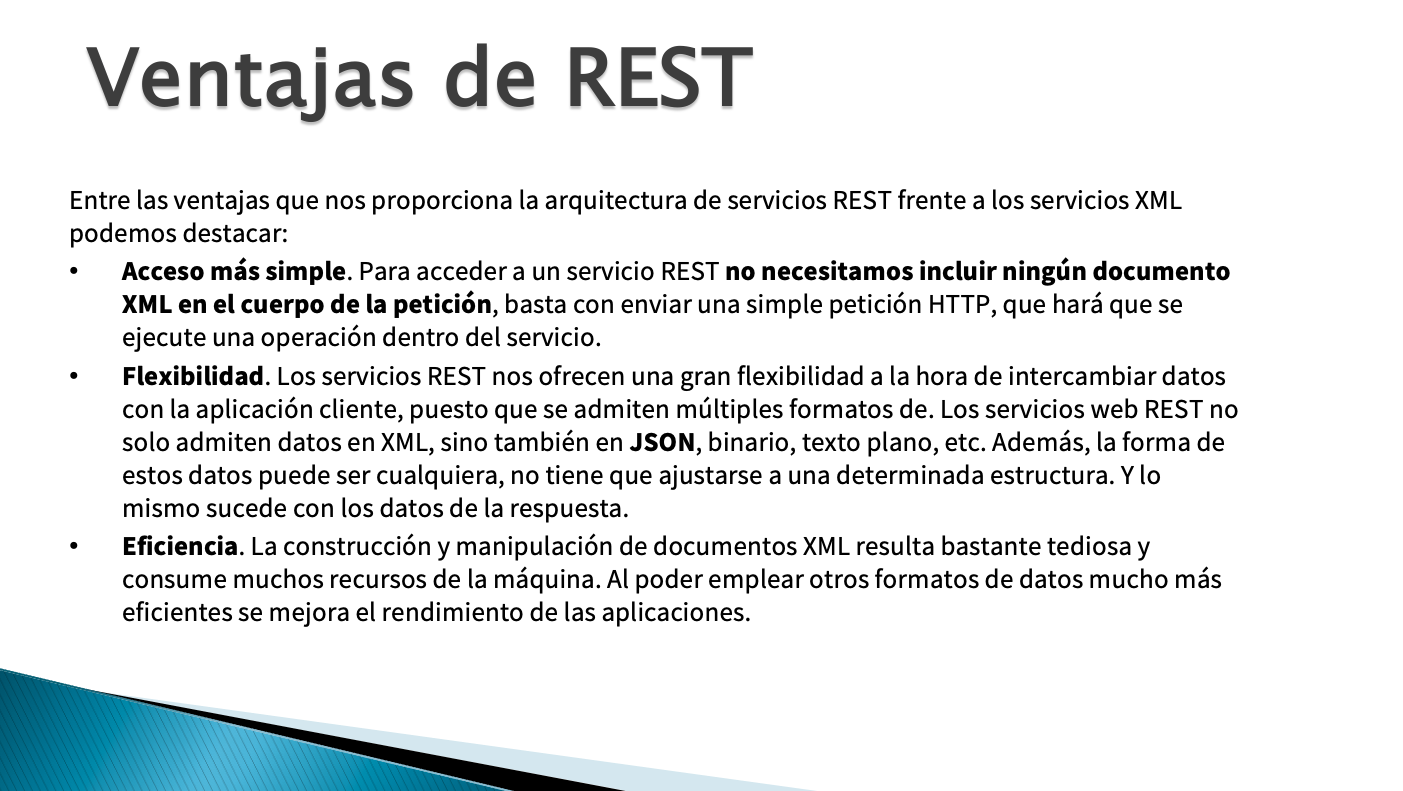 Ventajas de REST
Entre las ventajas que nos proporciona la arquitectura de servicios REST frente a los servicios XML
podemos destacar:
• Acceso más simple. Para acceder a un servicio REST no necesitamos incluir ningún documento
XML en el cuerpo de la petición, basta con enviar una simple petición HTTP, que hará que se
ejecute una operación dentro del servicio.
• Flexibilidad. Los servicios REST nos ofrecen una gran flexibilidad a la hora de intercambiar datos
con la aplicación cliente, puesto que se admiten múltiples formatos de. Los servicios web REST no
solo admiten datos en XML, sino también en JSON, binario, texto plano, etc. Además, la forma de
estos datos puede ser cualquiera, no tiene que ajustarse a una determinada estructura. Y lo
mismo sucede con los datos de la respuesta.
• Eficiencia. La construcción y manipulación de documentos XML resulta bastante tediosa y
consume muchos recursos de la máquina. Al poder emplear otros formatos de datos mucho más
eficientes se mejora el rendimiento de las aplicaciones.